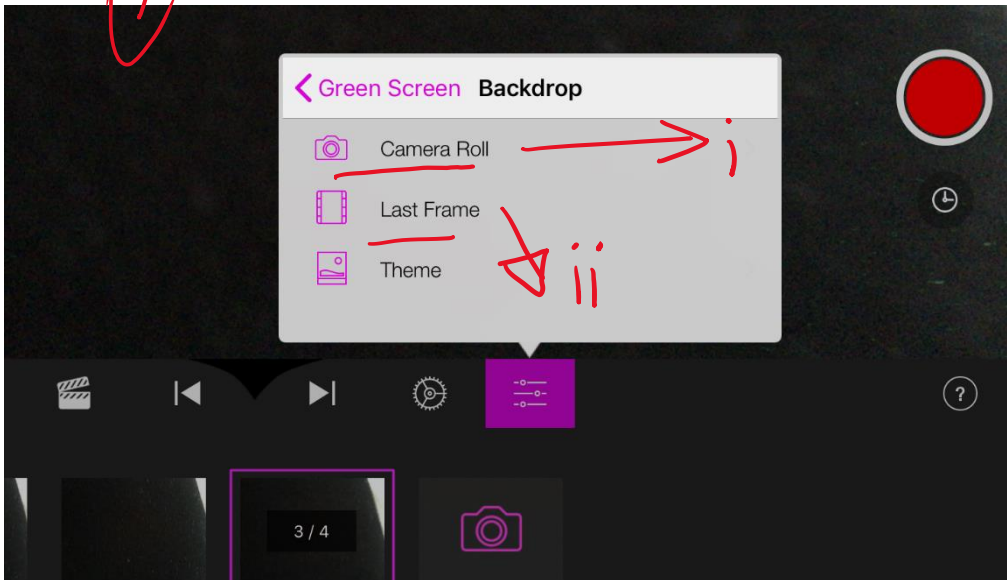 Green Screen Backdrop
Camera Roll
i
Last Frame
ii
Theme
?
3 / 4